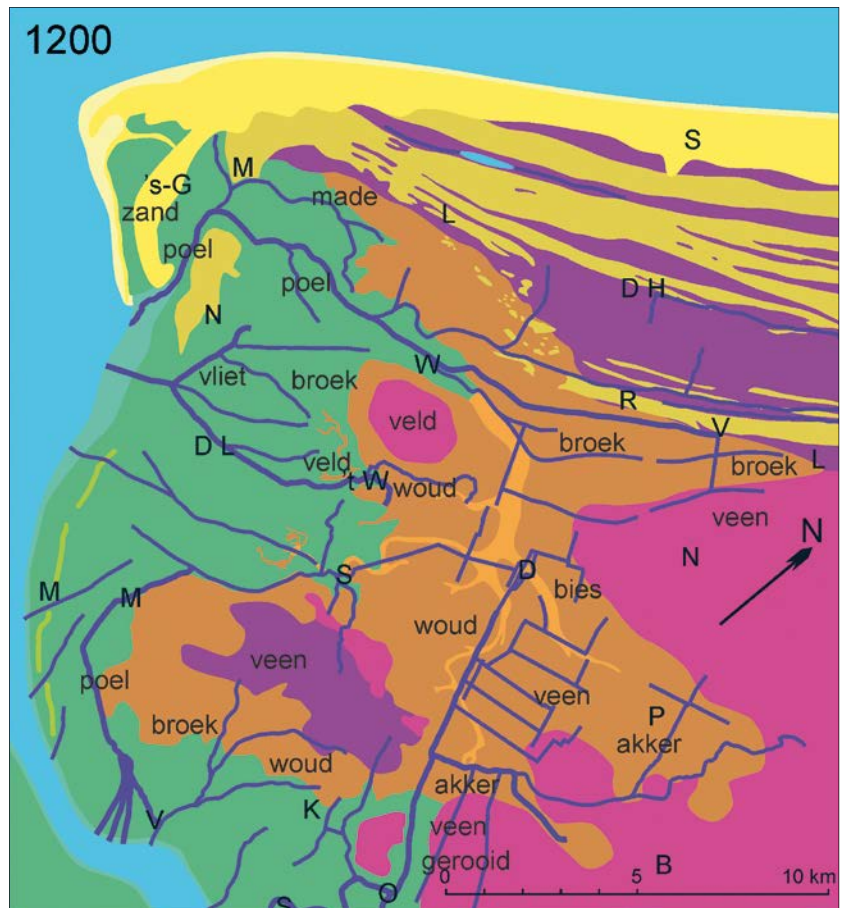 1200
S
M
's-G
made
zand
L
poel
poel
D H
N
W
vliet
broek
R
veld
V
broek
D L
veld
broek
L
't W
woud
veen
N
N
S
D
M
M
bies
woud
veen
poel
veen
P
broek
akker
woud
akker
K
V
veen
gerooid
B
0 5 10 km
S
O